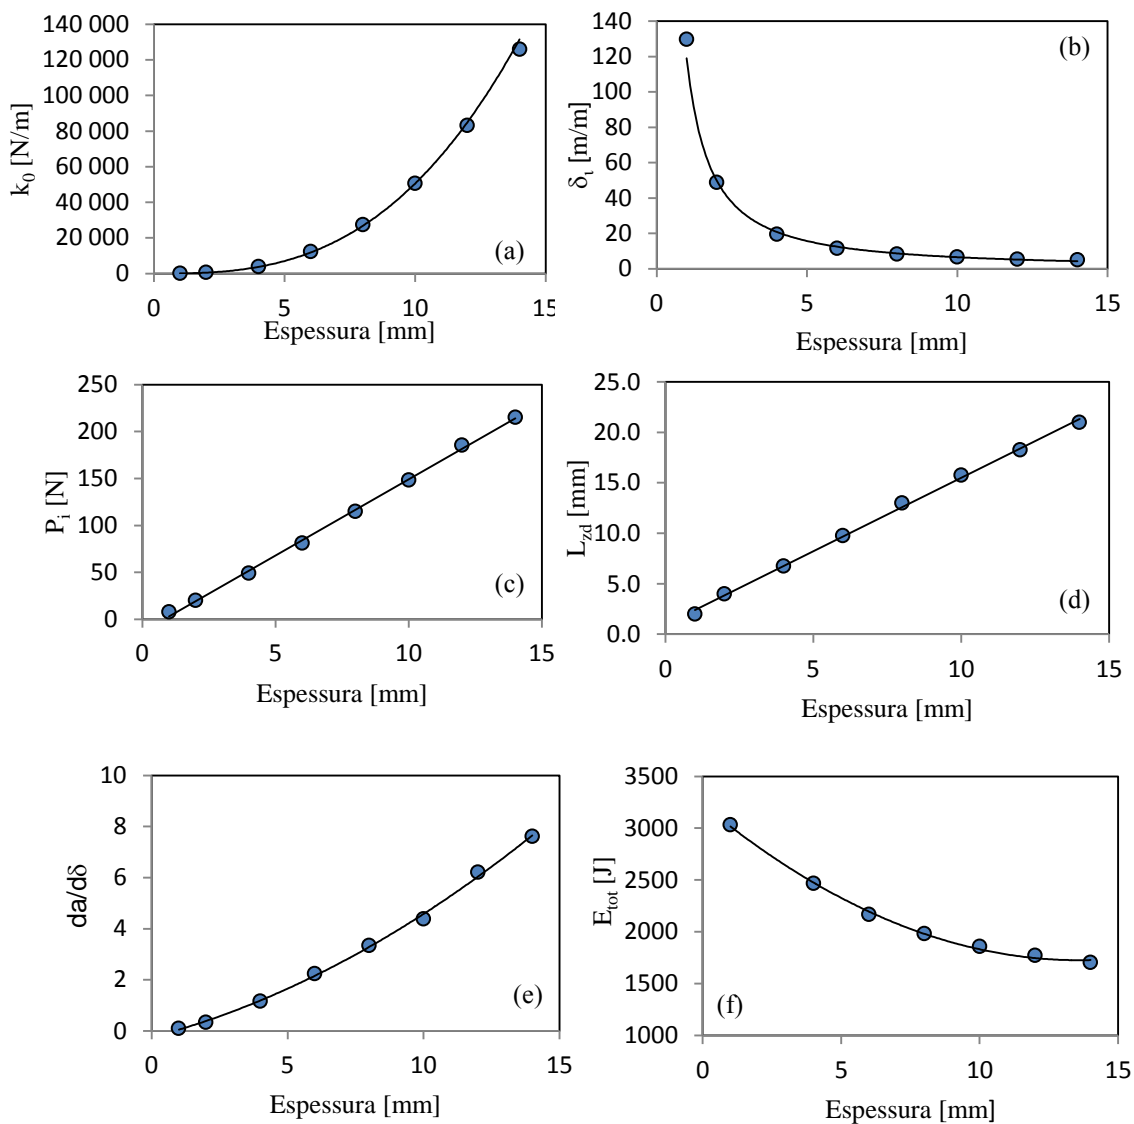 k0 [N/m]
140 000
120 000
100 000
80 000
60 000
40 000
20 000
0
0 5 10 15
Espessura [mm]
(a)
δι [m/m]
140
120
100
80
60
40
20
0
0 5 10 15
Espessura [mm]
(b)
Pi [N]
250
200
150
100
50
0
0 5 10 15
Espessura [mm]
(c)
Lzd [mm]
25.0
20.0
15.0
10.0
5.0
0.0
0 5 10 15
Espessura [mm]
(d)
da/dδ
10
8
6
4
2
0
0 5 10 15
Espessura [mm]
(e)
Etot [J]
3500
3000
2500
2000
1500
1000
0 5 10 15
Espessura [mm]
(f)